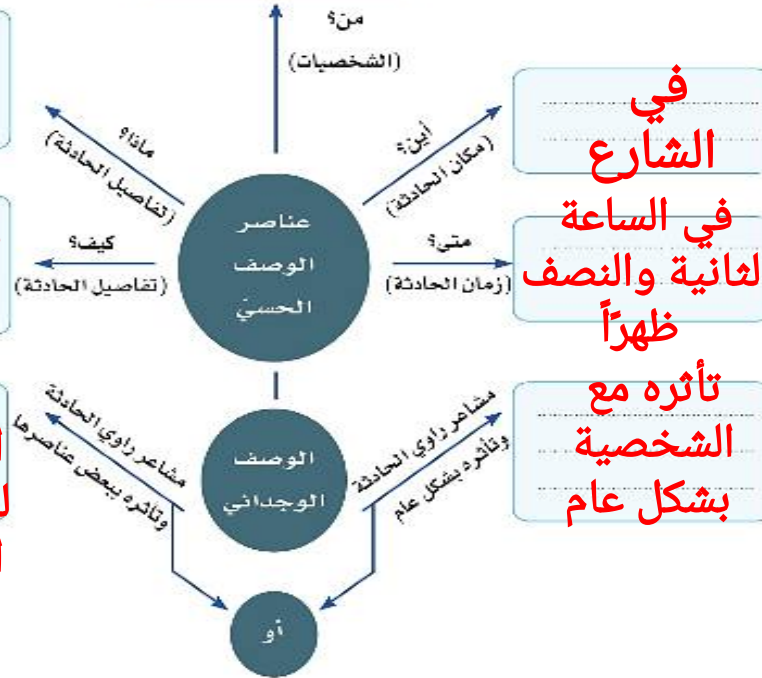 من؟
(الشخصيات)
أين؟
(مكان الحادثة)
في
الشارع
ماذا؟
(تفاصيل الحادثة)
عناصر
الوصف
الحسيّ
متى؟
(زمان الحادثة)
في الساعة
لثانية والنصف
ظهرًاً
كيف؟
(تفاصيل الحادثة)
مشاعر راوي الحادثة
وتأثره بشكل عام
تأثره مع
الشخصية
بشكل عام
مشاعر راوي الحادثة
وتأثره ببعض عناصرها
الوصف
الوجداني
أو